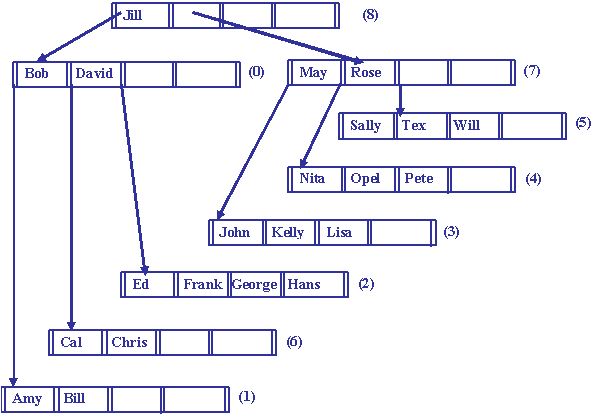 Jill (8)
Bob David (0)
May Rose (7)
Sally Tex Will (5)
Nita Opel Pete (4)
John Kelly Lisa (3)
Ed Frank George Hans (2)
Cal Chris (6)
Amy Bill (1)